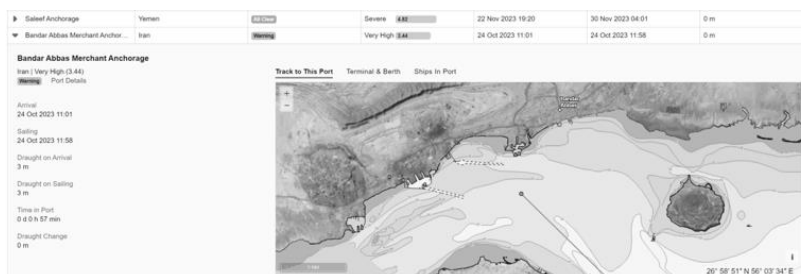 Saleef Anchorage Yemen All Clear Severe 4.82 22 Nov 2023 19:20 30 Nov 2023 04:01 0 m
Bandar Abbas Merchant Anchor... Iran Warning Very High 3.44 24 Oct 2023 11:01 24 Oct 2023 11:58 0 m
Bandar Abbas Merchant Anchorage
Iran | Very High (3.44)
Warning Port Details
Arrival
24 Oct 2023 11:01
Sailing
24 Oct 2023 11:58
Draught on Arrival
3 m
Draught on Sailing
3 m
Time in Port
0 d 0 h 57 min
Draught Change
0 m
Track to This Port Terminal & Berth Ships In Port
+
−
Bandar
Abbas
i
26° 58' 51" N 56° 03' 34" E